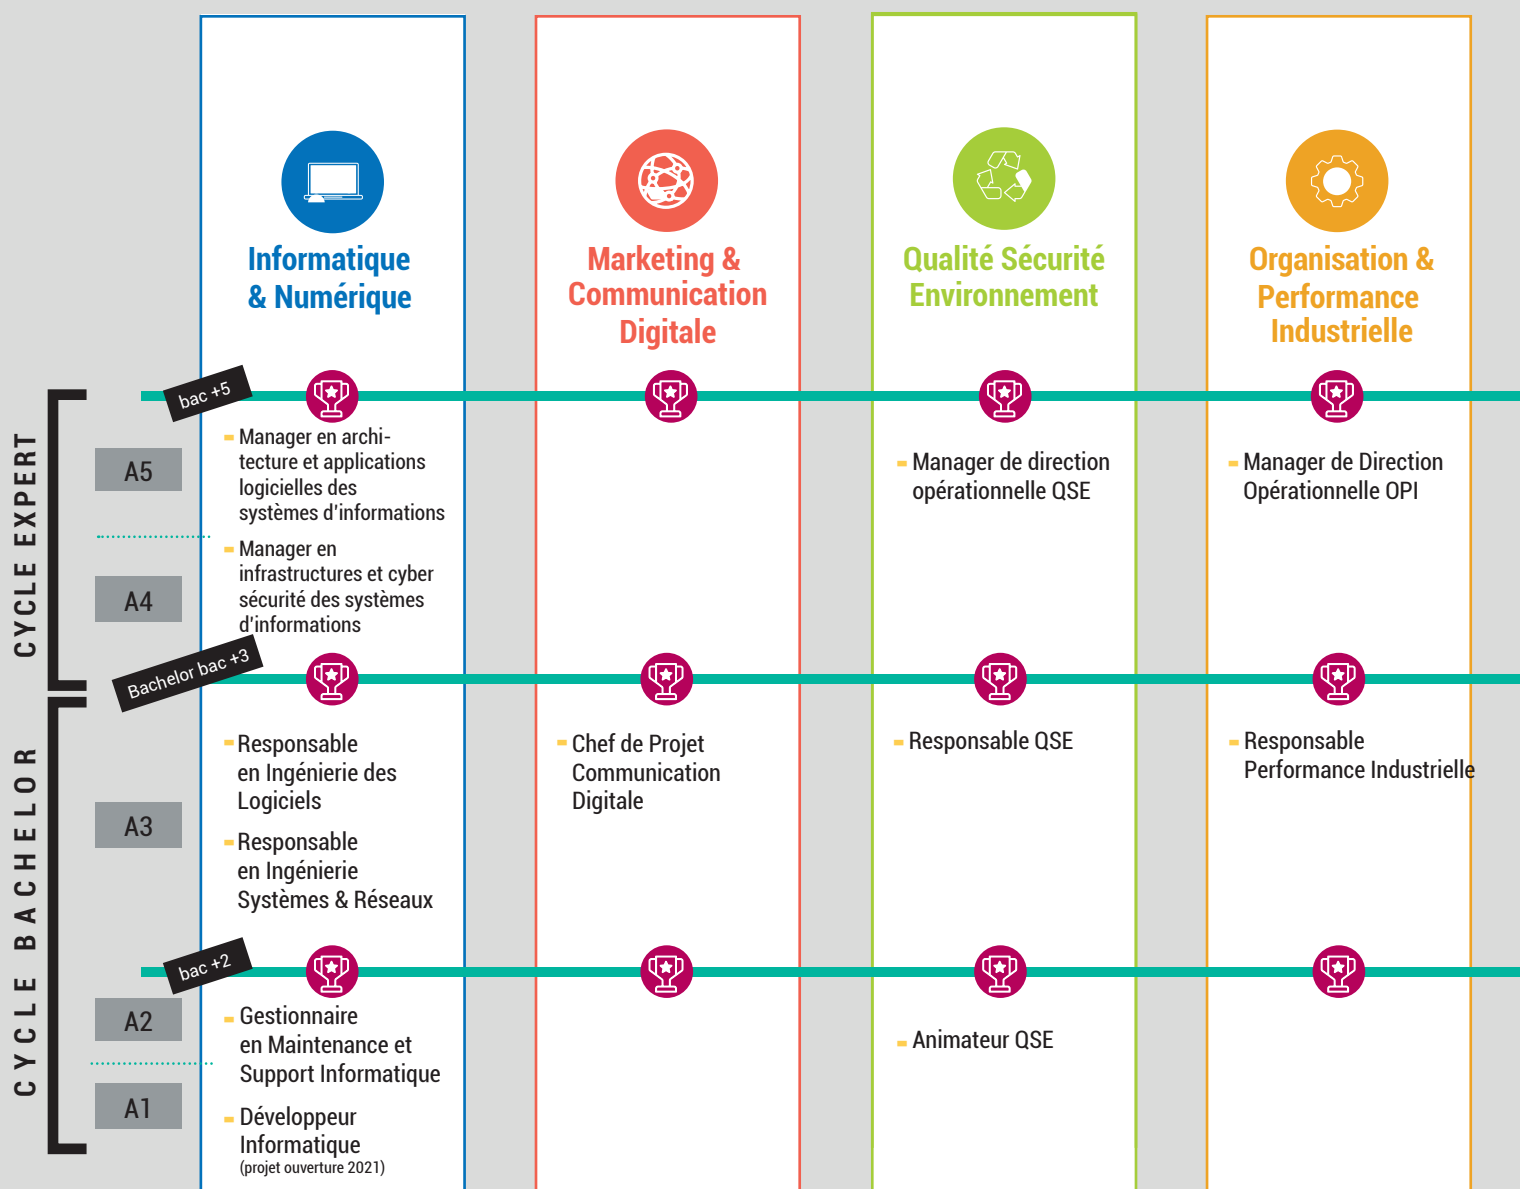 Informatique
& Numérique
Marketing &
Communication
Digitale
Qualité Sécurité
Environnement
Organisation &
Performance
Industrielle
CYCLE EXPERT
bac +5
A5
A4
Manager en archi-
tecture et applications
logicielles des
systèmes d'informations
Manager en
infrastructures et cyber
sécurité des systèmes
d'informations
Manager de direction
opérationnelle QSE
Manager de Direction
Opérationnelle OPI
CYCLE BACHELOR
Bachelor bac +3
A3
Responsable
en Ingénierie des
Logiciels
Responsable
en Ingénierie
Systèmes & Réseaux
Chef de Projet
Communication
Digitale
Responsable QSE
Responsable
Performance Industrielle
bac +2
A2
A1
Gestionnaire
en Maintenance et
Support Informatique
Développeur
Informatique
(projet ouverture 2021)
Animateur QSE